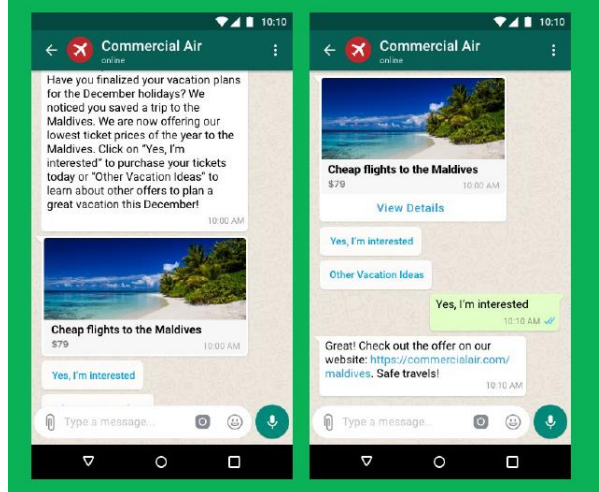 10:10
Commercial Air
online
Have you finalized your vacation plans
for the December holidays? We
noticed you saved a trip to the
Maldives. We are now offering our
lowest ticket prices of the year to the
Maldives. Click on “Yes, I’m
interested” to purchase your tickets
today or “Other Vacation Ideas” to
learn about other offers to plan a
great vacation this December!
10:00 AM
Cheap flights to the Maldives
$79
10:00 AM
Yes, I’m interested
Type a message...
10:10
Commercial Air
online
Cheap flights to the Maldives
$79
10:00 AM
View Details
Yes, I’m interested
Other Vacation Ideas
Yes, I’m interested
10:10 AM
Great! Check out the offer on our
website: https://commercialair.com/
maldives. Safe travels!
10:10 AM
Type a message...